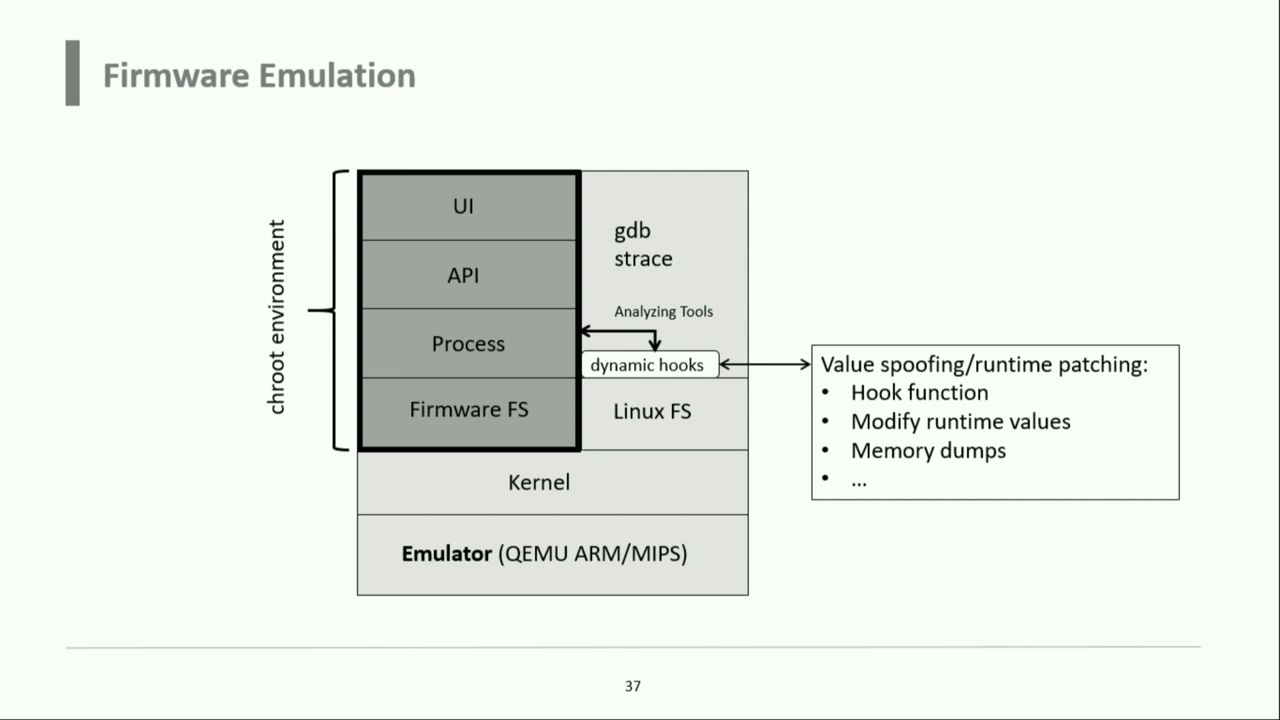 Firmware Emulation
chroot environment
UI
API
Process
Firmware FS
gdb
strace
Analyzing Tools
dynamic hooks
Linux FS
Kernel
Emulator (QEMU ARM/MIPS)
Value spoofing/runtime patching:
• Hook function
• Modify runtime values
• Memory dumps
• ...
37